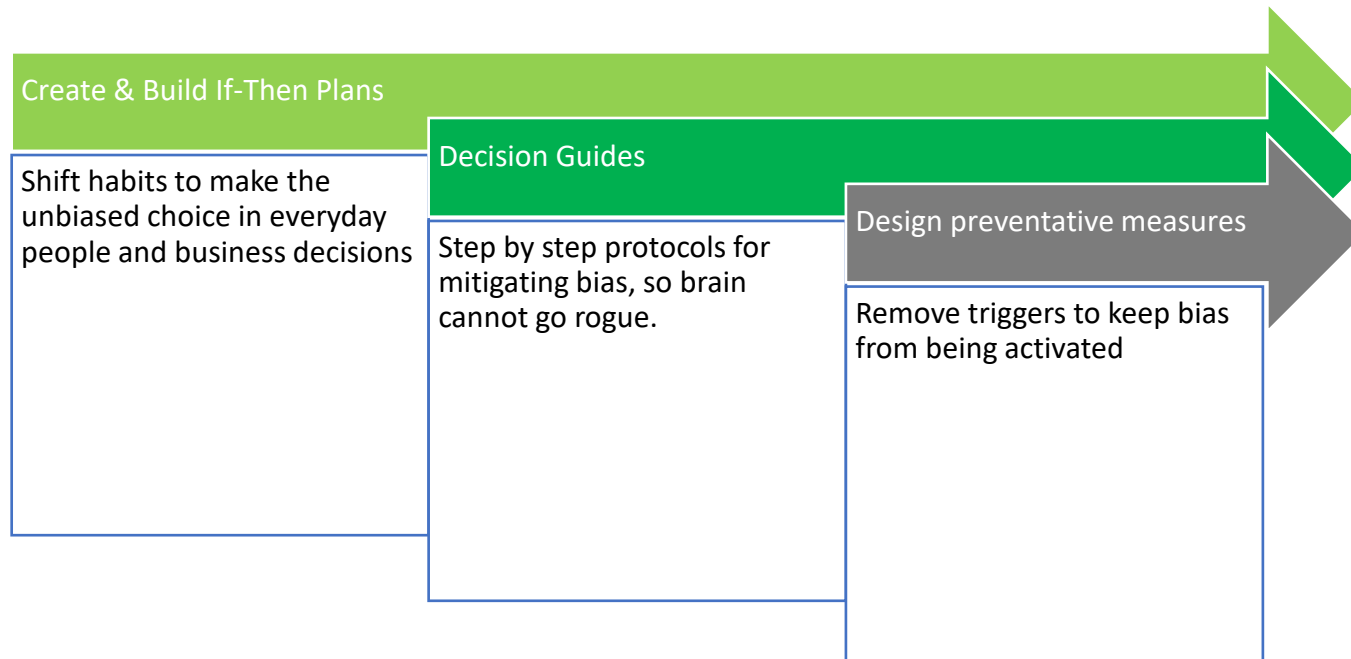 Create & Build If-Then Plans
Shift habits to make the
unbiased choice in everyday
people and business decisions
Decision Guides
Step by step protocols for
mitigating bias, so brain
cannot go rogue.
Design preventative measures
Remove triggers to keep bias
from being activated